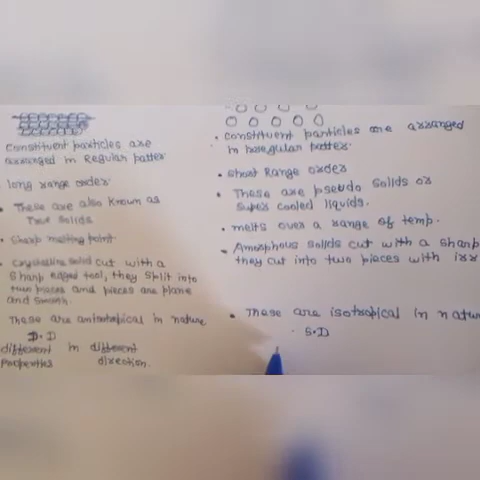 Constituent particles are
arranged in Regular patter
long range order.
These are also known as
True solids
Sharp melting point
Crystalline solid cut with a
sharp edged tool, they split into
two pieces and pieces are plane
and smooth.
These are anisotropical in nature
D.D
different in different
Properties direction.
constituent particles are arranged
in irregular patter.
short Range order
These are pseudo solids or
super cooled liquids.
melts over a range of temp.
Amorphous solids cut with a sharp
they cut into two pieces with irr
These are isotropical in natur
S.D